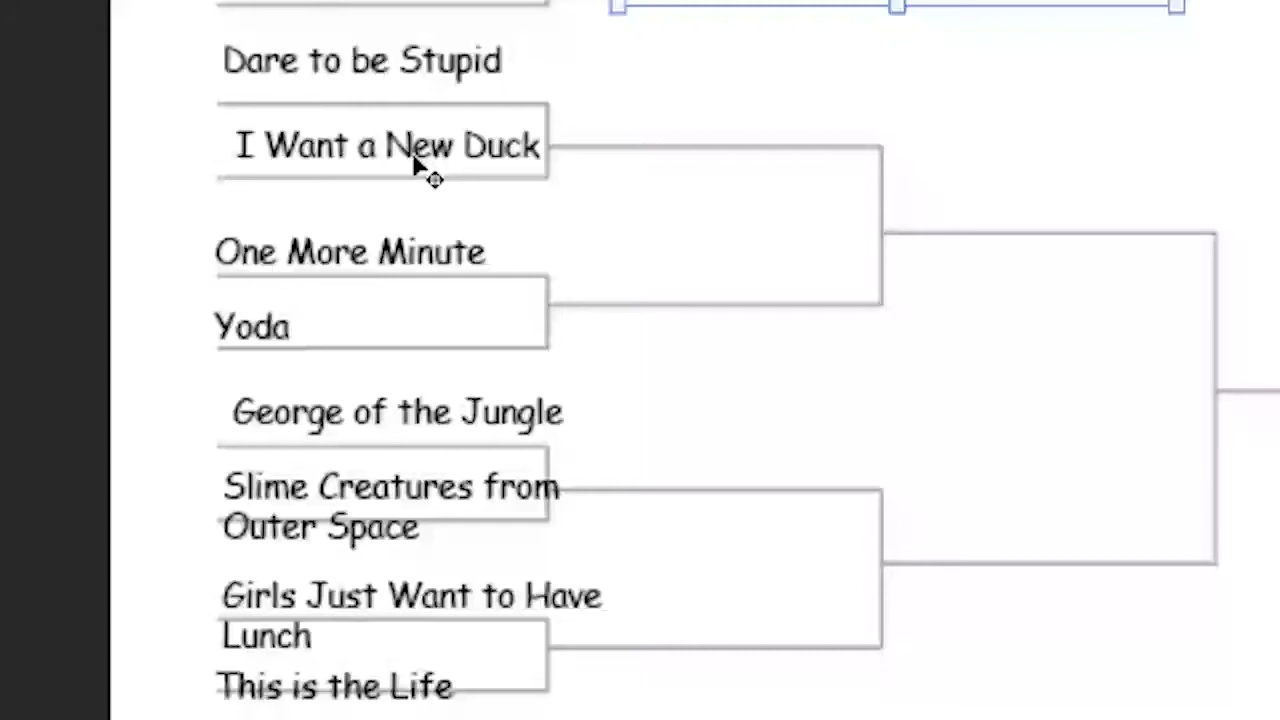 Dare to be Stupid
I Want a New Duck
One More Minute
Yoda
George of the Jungle
Slime Creatures from
Outer Space
Girls Just Want to Have
Lunch
This is the Life